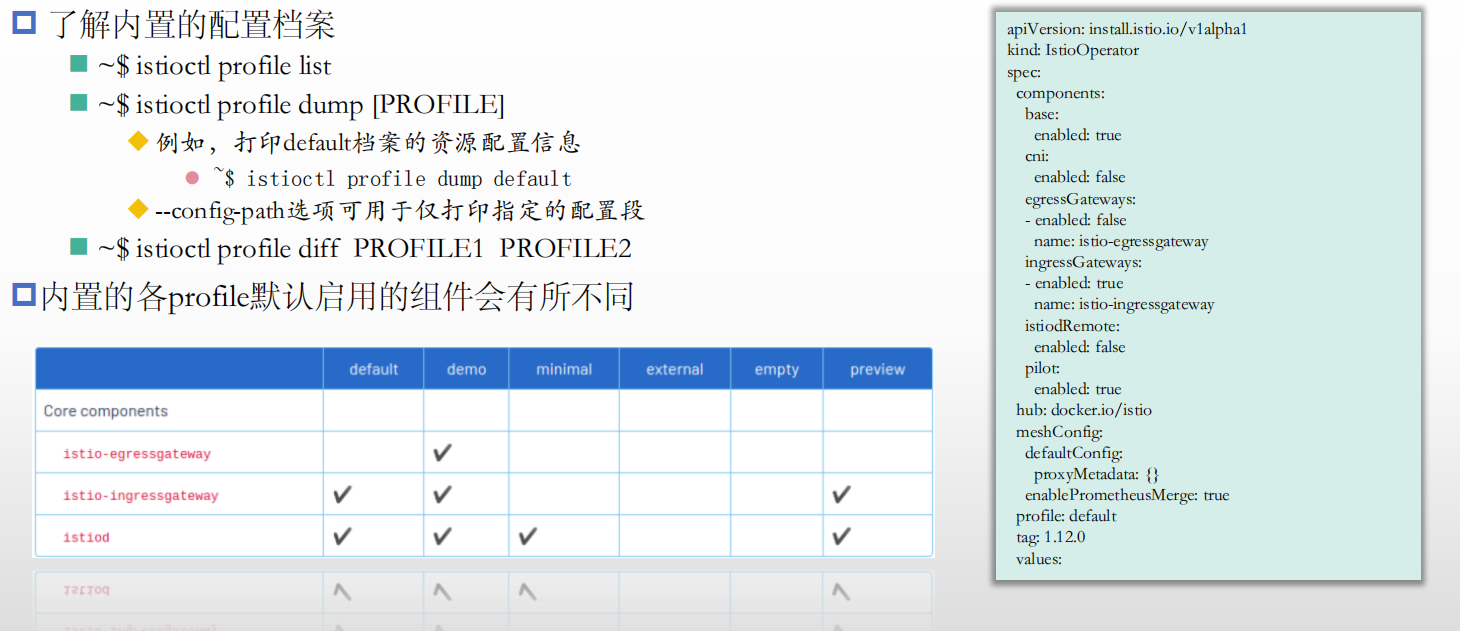 了解内置的配置档案
~$ istioctl profile list
~$ istioctl profile dump [PROFILE]
例如，打印default档案的资源配置信息
~$ istioctl profile dump default
--config-path选项可用于仅打印指定的配置段
~$ istioctl profile diff PROFILE1 PROFILE2
内置的各profile默认启用的组件会有所不同
default demo minimal external empty preview
Core components
istio-egressgateway ✔
istio-ingressgateway ✔ ✔ ✔
istiod ✔ ✔ ✔ ✔
apiVersion: install.istio.io/v1alpha1
kind: IstioOperator
spec:
components:
base:
enabled: true
cni:
enabled: false
egressGateways:
- enabled: false
name: istio-egressgateway
ingressGateways:
- enabled: true
name: istio-ingressgateway
istiodRemote:
enabled: false
pilot:
enabled: true
hub: docker.io/istio
meshConfig:
defaultConfig:
proxyMetadata: {}
enablePrometheusMerge: true
profile: default
tag: 1.12.0
values: